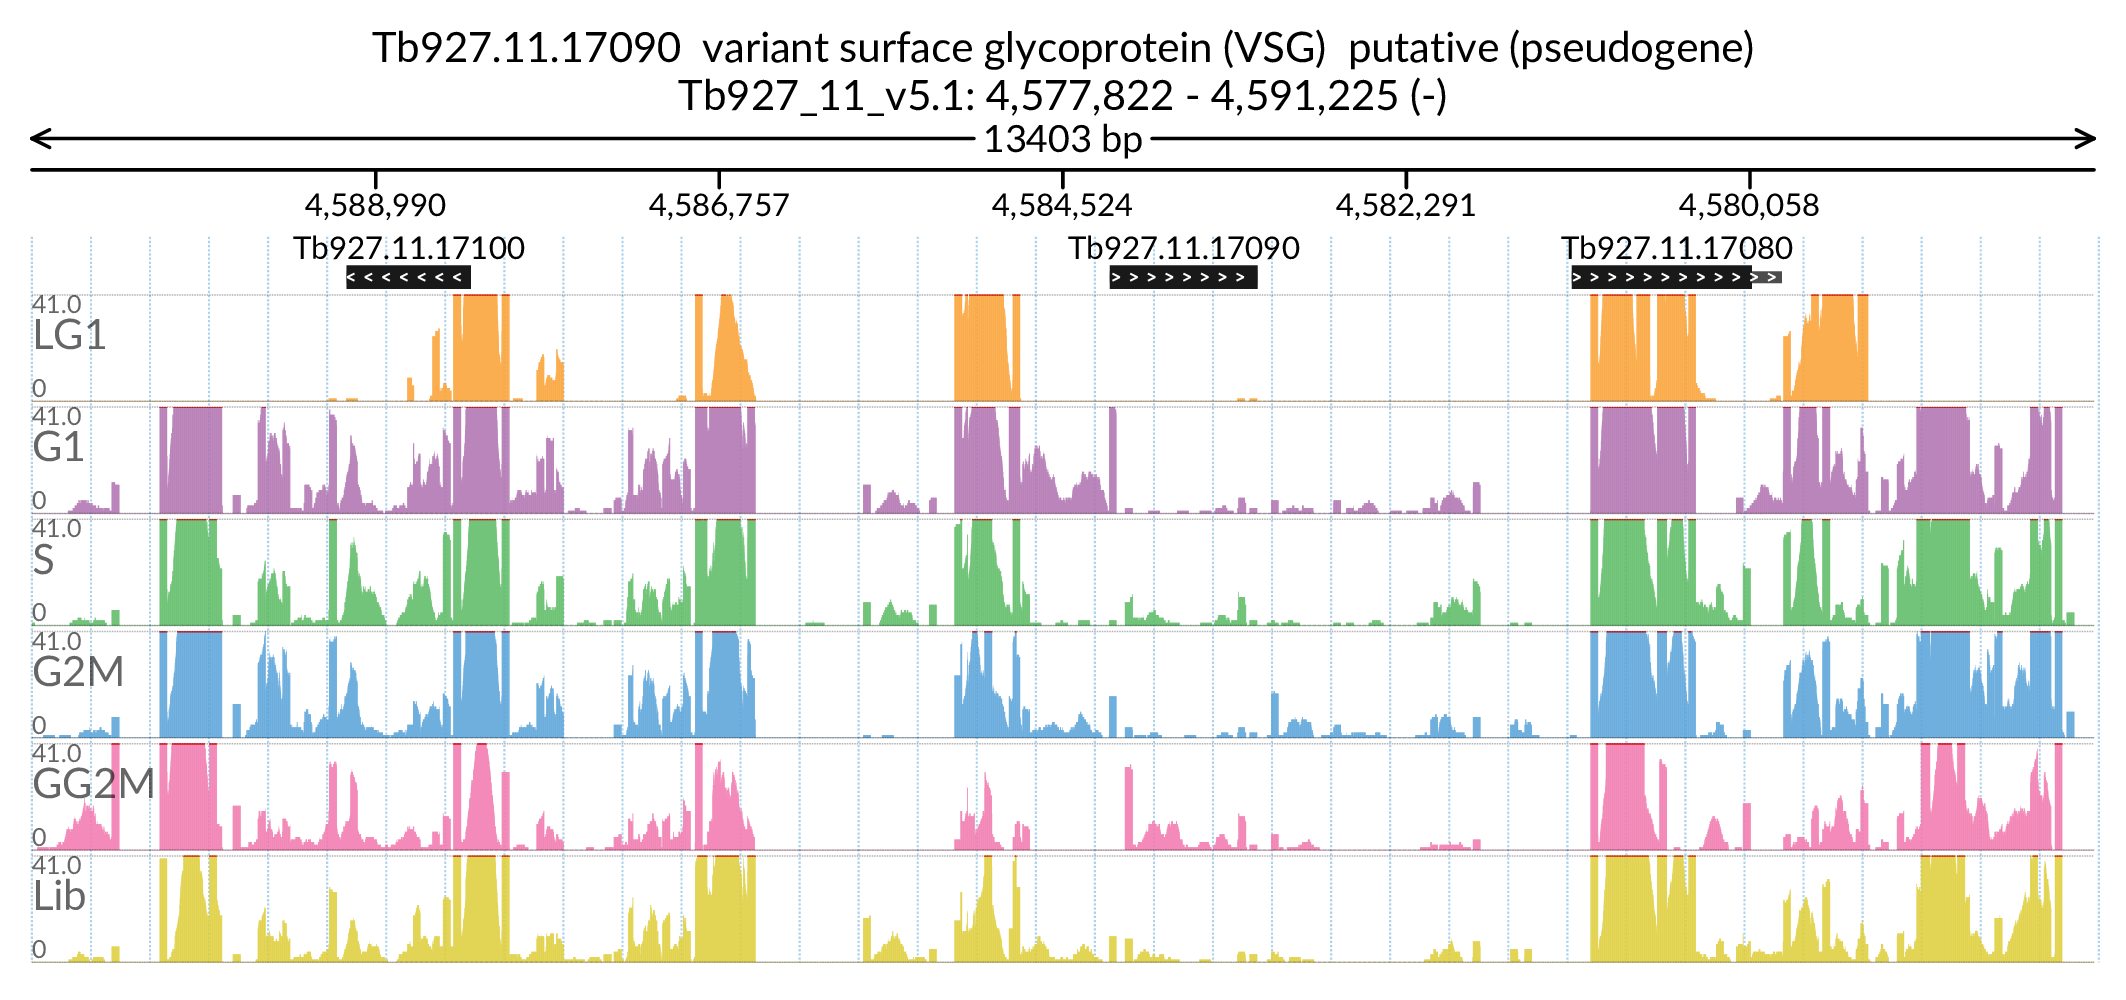 Tb927.11.17090 variant surface glycoprotein (VSG) putative (pseudogene)
Tb927_11_v5.1: 4,577,822 - 4,591,225 (-)
13403 bp
4,588,990 4,586,757 4,584,524 4,582,291 4,580,058
Tb927.11.17100 Tb927.11.17090 Tb927.11.17080
41.0
LG1
0
41.0
G1
0
41.0
S
0
41.0
G2M
0
41.0
GG2M
0
41.0
Lib
0